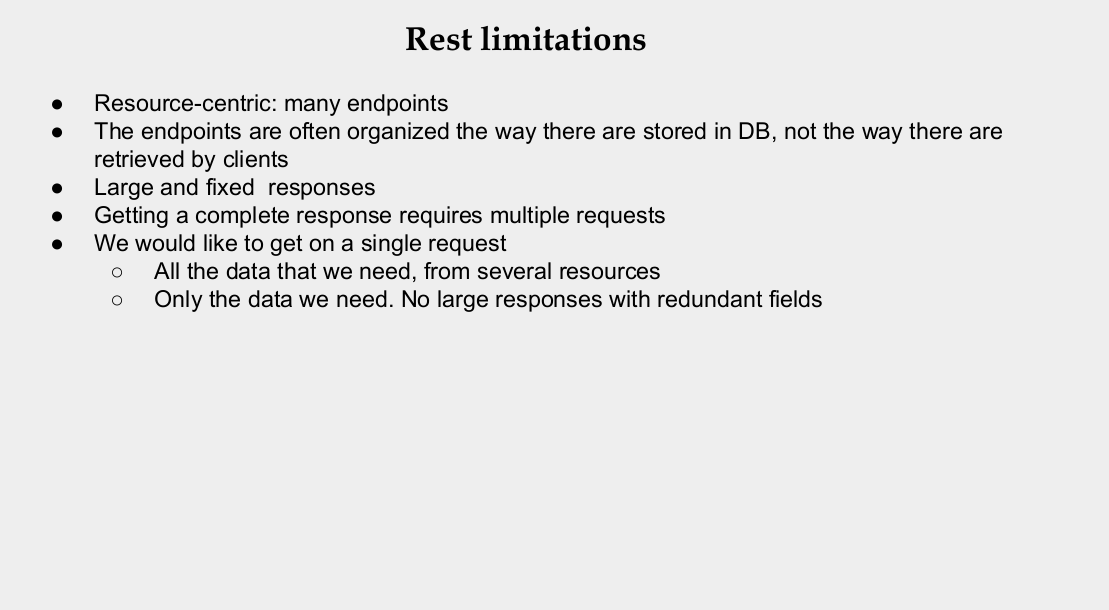 Rest limitations
● Resource-centric: many endpoints
● The endpoints are often organized the way there are stored in DB, not the way there are
retrieved by clients
● Large and fixed  responses
● Getting a complete response requires multiple requests
● We would like to get on a single request
○ All the data that we need, from several resources
○ Only the data we need. No large responses with redundant fields